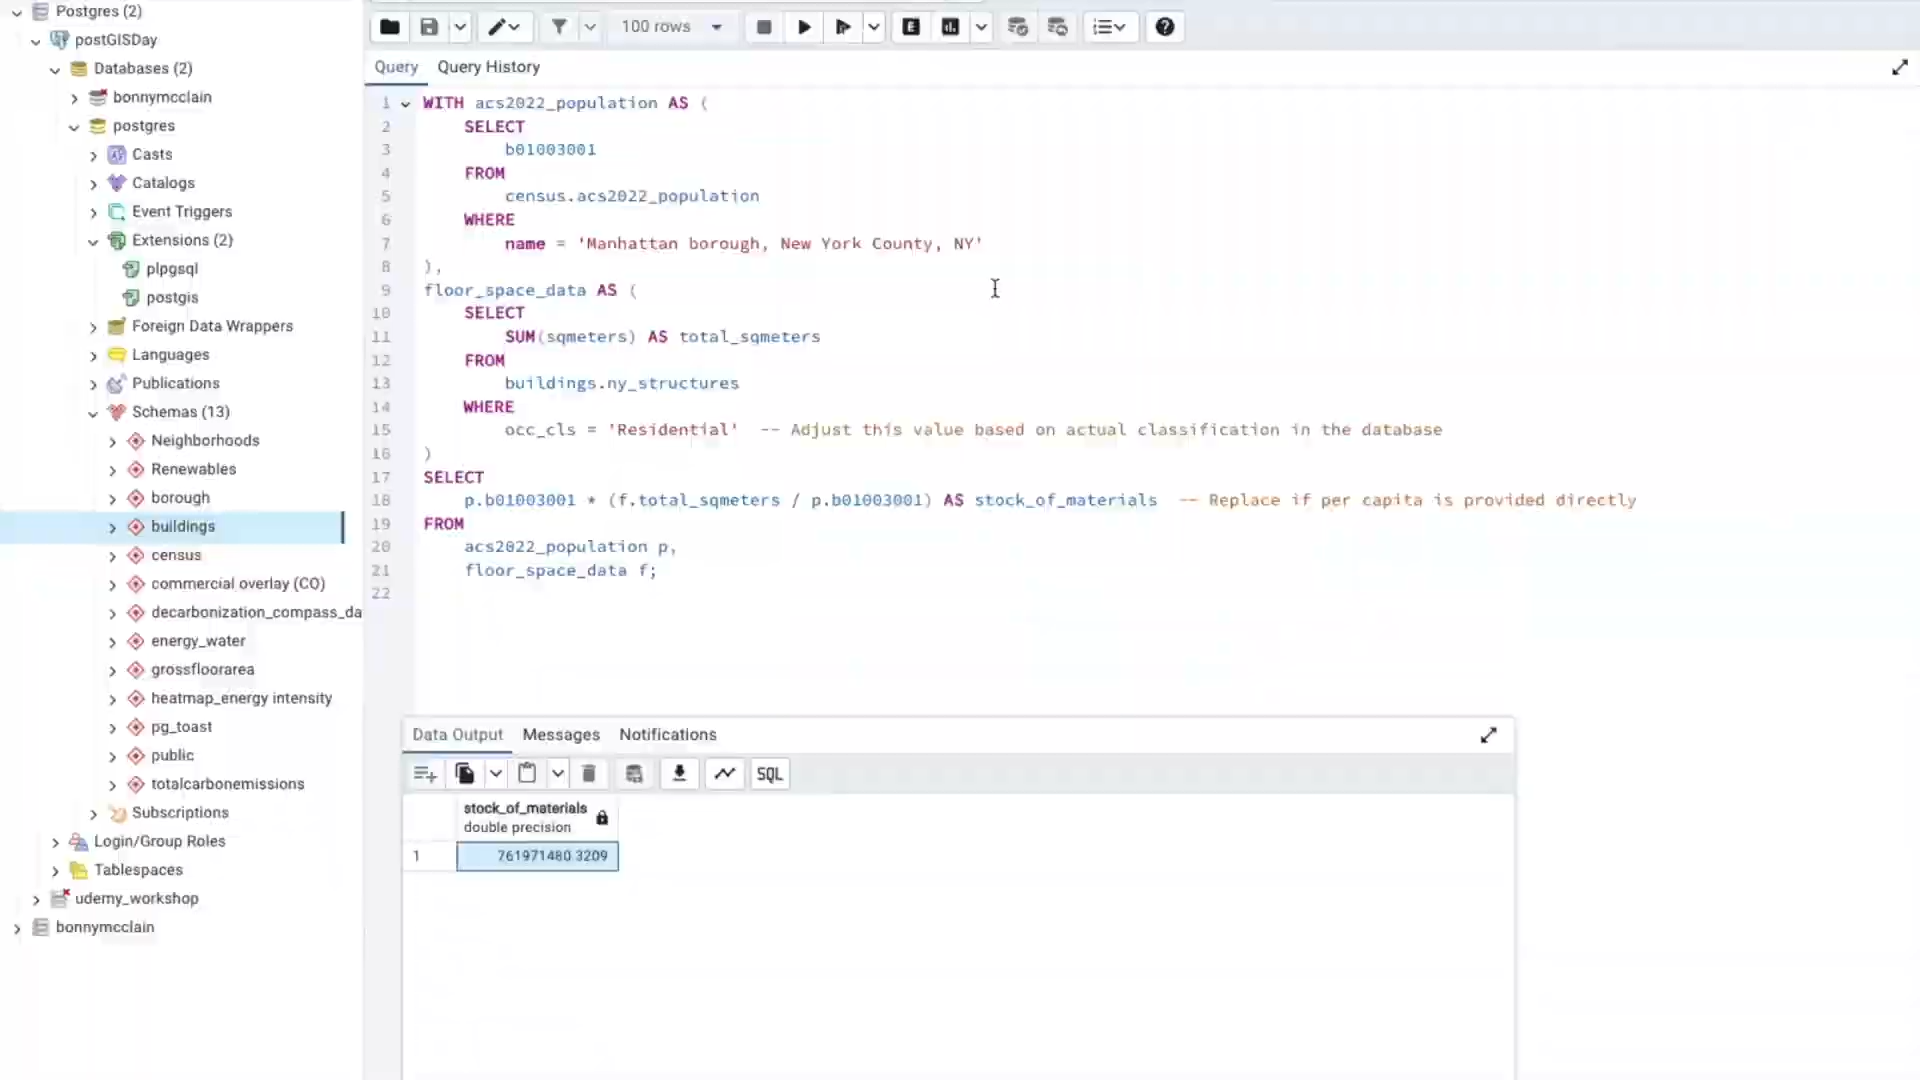 Postgres (2)
postGISDay
Databases (2)
bonnymcclain
postgres
Casts
Catalogs
Event Triggers
Extensions (2)
plpgsql
postgis
Foreign Data Wrappers
Languages
Publications
Schemas (13)
Neighborhoods
Renewables
borough
buildings
census
commercial overlay (CO)
decarbonization_compass_da
energy_water
grossfloorarea
heatmap_energy intensity
pg_toast
public
totalcarbonemissions
Subscriptions
Login/Group Roles
Tablespaces
udemy_workshop
bonnymcclain
100 rows
Query Query History
1 WITH acs2022_population AS (
2 SELECT
3 b01003001
4 FROM
5 census.acs2022_population
6 WHERE
7 name = 'Manhattan borough, New York County, NY'
8 ),
9 floor_space_data AS (
10 SELECT
11 SUM(sqmeters) AS total_sqmeters
12 FROM
13 buildings.ny_structures
14 WHERE
15 occ_cls = 'Residential' -- Adjust this value based on actual classification in the database
16 )
17 SELECT
18 p.b01003001 * (f.total_sqmeters / p.b01003001) AS stock_of_materials -- Replace if per capita is provided directly
19 FROM
20 acs2022_population p,
21 floor_space_data f;
22
Data Output Messages Notifications
SQL
stock_of_materials
double precision
1 761971480.3209